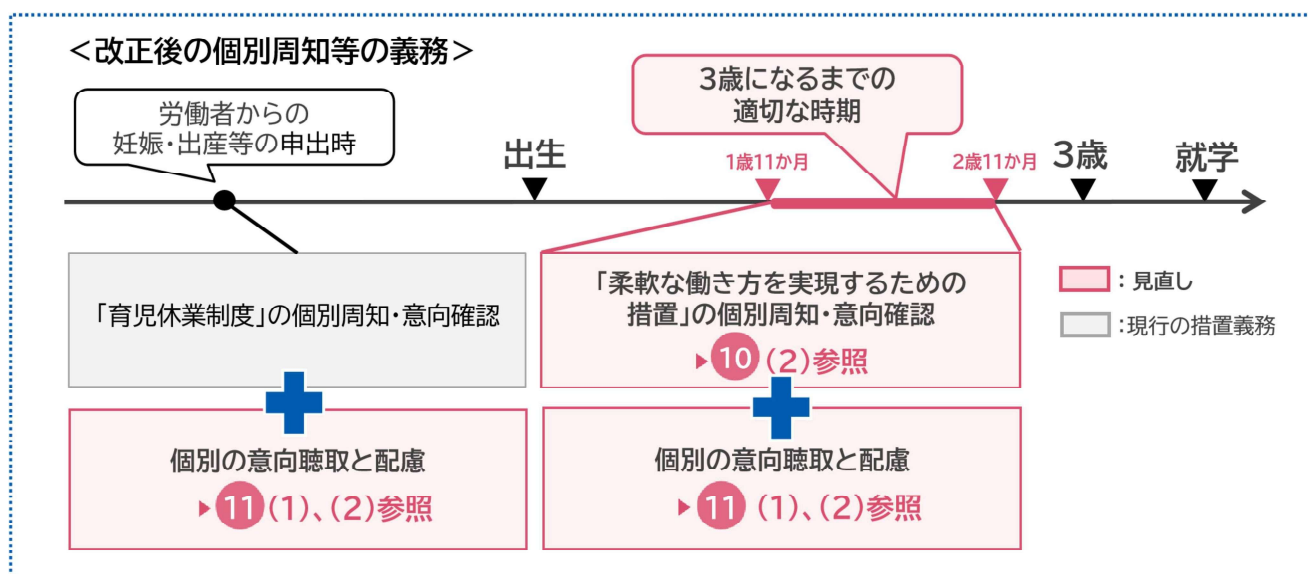 ＜改正後の個別周知等の義務＞
労働者からの
妊娠・出産等の申出時
3歳になるまでの
適切な時期
出生
1歳11か月
2歳11か月
3歳
就学
「育児休業制度」の個別周知・意向確認
「柔軟な働き方を実現するための
措置」の個別周知・意向確認
▶10(2)参照
：見直し
：現行の措置義務
個別の意向聴取と配慮
▶11(1)、(2)参照
個別の意向聴取と配慮
▶11 (1)、(2)参照